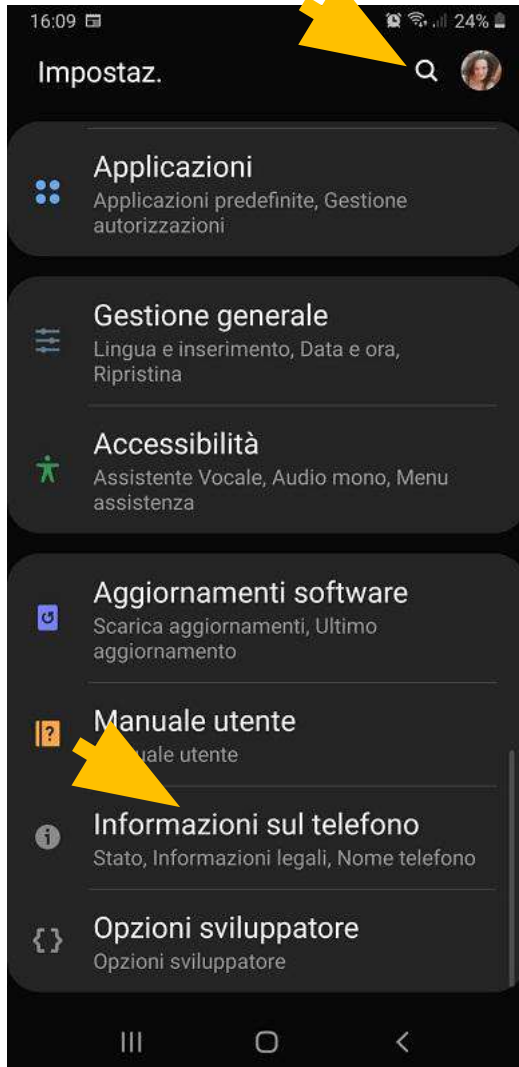 16:09 24%
Impostaz.
Applicazioni
Applicazioni predefinite, Gestione
autorizzazioni
Gestione generale
Lingua e inserimento, Data e ora,
Ripristina
Accessibilità
Assistente Vocale, Audio mono, Menu
assistenza
Aggiornamenti software
Scarica aggiornamenti, Ultimo
aggiornamento
Manuale utente
utente
Informazioni sul telefono
Stato, Informazioni legali, Nome telefono
Opzioni sviluppatore
Opzioni sviluppatore